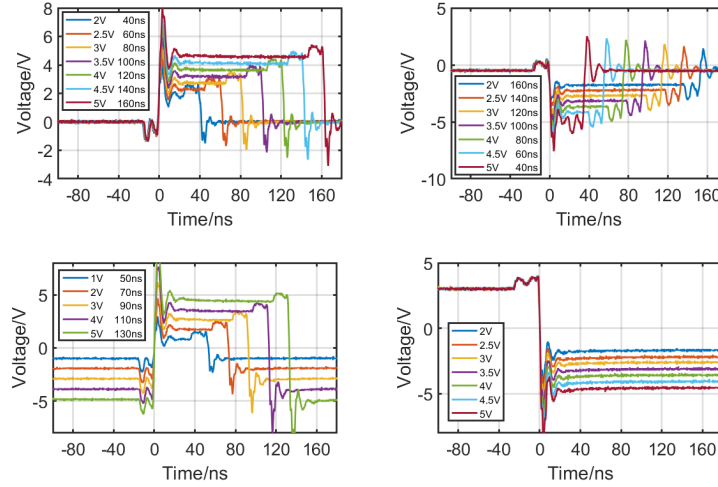 8
6
4
2
0
-2
-4
Voltage/V
2V 40ns
2.5V 60ns
3V 80ns
3.5V 100ns
4V 120ns
4.5V 140ns
5V 160ns
-80 -40 0 40 80 120 160
Time/ns
5
0
-5
-10
Voltage/V
2V 160ns
2.5V 140ns
3V 120ns
3.5V 100ns
4V 80ns
4.5V 60ns
5V 40ns
-80 -40 0 40 80 120 160
Time/ns
5
0
-5
Voltage/V
1V 50ns
2V 70ns
3V 90ns
4V 110ns
5V 130ns
-80 -40 0 40 80 120 160
Time/ns
5
-0
-5
Voltage/V
2V
2.5V
3V
3.5V
4V
4.5V
5V
-80 -40 0 40 80 120 160
Time/ns